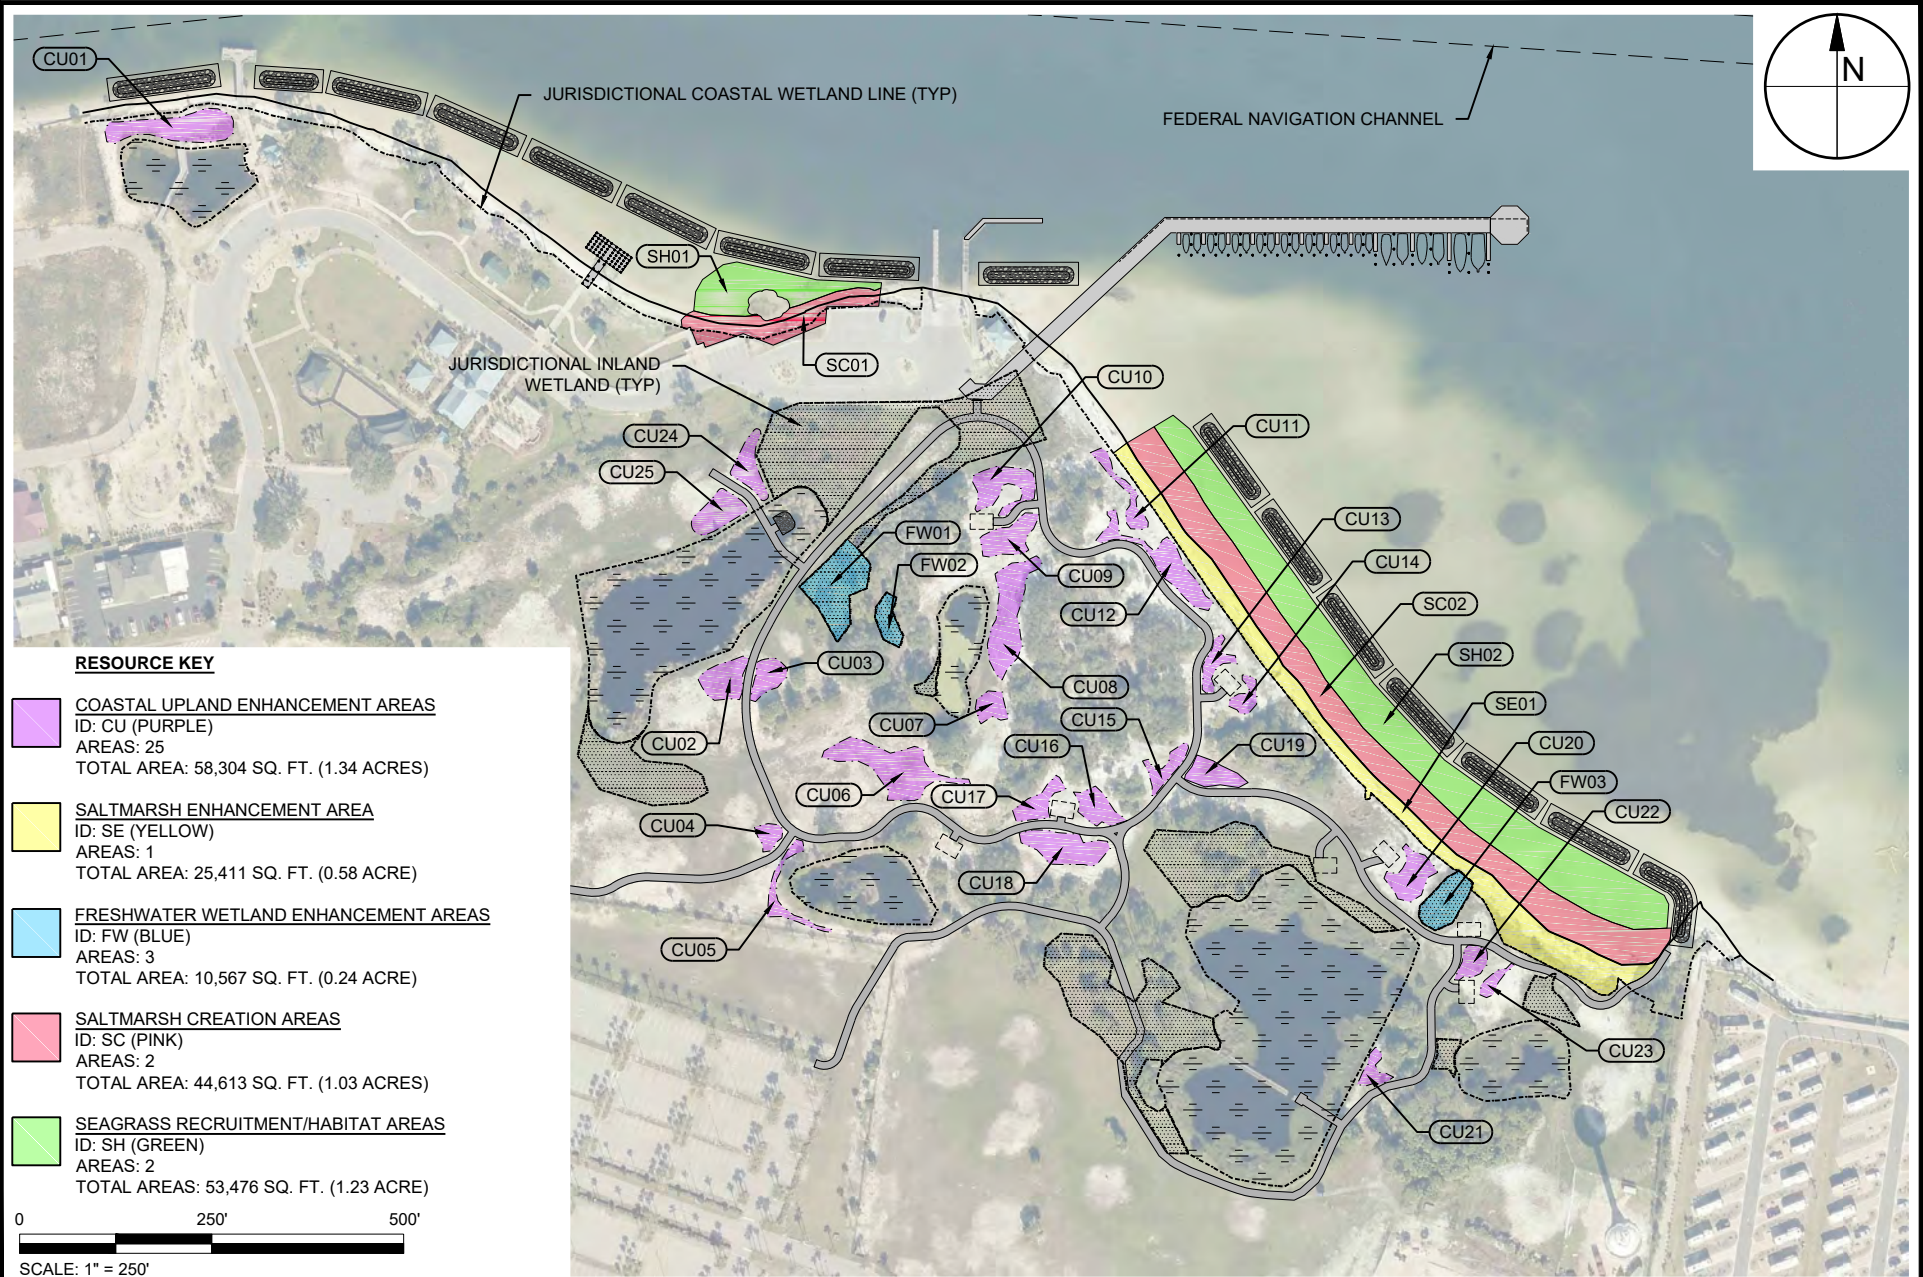 CU01
JURISDICTIONAL COASTAL WETLAND LINE (TYP)
FEDERAL NAVIGATION CHANNEL
N
SH01
SC01
JURISDICTIONAL INLAND
WETLAND (TYP)
CU10
CU11
CU24
CU25
CU13
FW01
FW02
CU09
CU14
CU12
SC02
CU03
SH02
CU08
CU07
CU15
SE01
CU02
CU16
CU19
CU20
FW03
CU06
CU17
CU22
CU04
CU18
CU05
CU23
CU21
RESOURCE KEY
COASTAL UPLAND ENHANCEMENT AREAS
ID: CU (PURPLE)
AREAS: 25
TOTAL AREA: 58,304 SQ. FT. (1.34 ACRES)
SALTMARSH ENHANCEMENT AREA
ID: SE (YELLOW)
AREAS: 1
TOTAL AREA: 25,411 SQ. FT. (0.58 ACRE)
FRESHWATER WETLAND ENHANCEMENT AREAS
ID: FW (BLUE)
AREAS: 3
TOTAL AREA: 10,567 SQ. FT. (0.24 ACRE)
SALTMARSH CREATION AREAS
ID: SC (PINK)
AREAS: 2
TOTAL AREA: 44,613 SQ. FT. (1.03 ACRES)
SEAGRASS RECRUITMENT/HABITAT AREAS
ID: SH (GREEN)
AREAS: 2
TOTAL AREAS: 53,476 SQ. FT. (1.23 ACRE)
0 250' 500'
SCALE: 1" = 250'